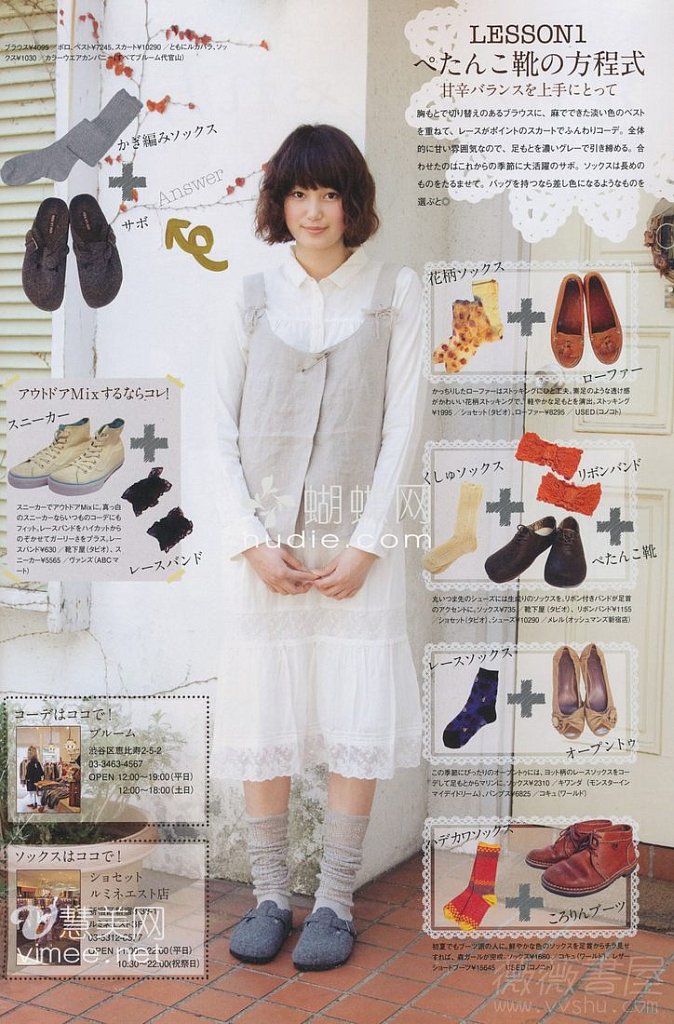 ブラウス¥4095／ポロ、ベスト¥7245、スカート¥10290／ともにルカパラ、ソッ
クス¥1030／カラーウエアカンパニー(すべてブルーム代官山)
LESSON1
ぺたんこ靴の方程式
甘辛バランスを上手にとって
胸もとで切り替えのあるブラウスに、麻でできた淡い色のベスト
を重ねて、レースがポイントのスカートでふんわりコーデ。全体
的に甘い雰囲気なので、足もとを濃いグレーで引き締める。合
わせたのはこれからの季節に大活躍のサボ。ソックスは長めの
ものをたるませて。バッグを持つなら差し色になるようなものを
選ぶと◎
かぎ編みソックス
Answer
サボ
花柄ソックス
ローファー
かっちりしたローファーはストッキングにひと工夫。素足のような透け感
がかわいい花柄ストッキングで、軽やかな足もとを演出。ストッキング
¥1995／ショセット(タビオ)、ローファー¥8295／USED(コノコト)
アウトドアMixするならコレ!
スニーカー
スニーカーでアウトドアMixに。真っ白
のスニーカーならいつものコーデにも
フィット。レースバンドをハイカットから
のぞかせてガーリーさをプラス。レー
スバンド¥630／靴下屋(タビオ)、ス
ニーカー¥5565／ヴァンズ(ABCマ
ート)
レースバンド
くしゅソックス
リボンバンド
ぺたんこ靴
丸いつま先のシューズには生成りのソックスを。リボン付きバンドが足首
のアクセントに。ソックス¥735／靴下屋(タビオ)、リボンバンド¥1155
／ショセット(タビオ)、シューズ¥10290／メレル(オッシュマンズ新宿店)
蝴蝶网
hudie.com
レースソックス
オープントゥ
この季節にぴったりのオープントゥには、ヨット柄のレースソックスをコー
デして足もとからマリンに。ソックス¥2310／キワンダ(モンスターイン
マイデイドリーム)、パンプス¥6825／コキュ(ワールド)
ハデカワソックス
ころりんブーツ
初夏でもブーツ派の人に。鮮やかな色のソックスを足首からチラ見せ
すれば、森ガールが完成。ソックス¥1680／コキュ(ワールド)、レザー
ショートブーツ¥15645 USED(コノコト)
コーデはココで!
ブルーム
渋谷区恵比寿2-5-2
03-3463-4567
OPEN 12:00〜19:00(平日)
12:00〜18:00(土日)
ソックスはココで!
ショセット
ルミネエスト店
OPEN 11:00〜22:00(平日)
10:30〜22:00(祝祭日)
慧美网
vimee.net
薇薇書屋
www.vvshu.com